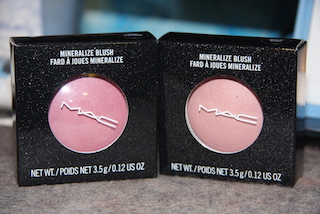 MINERALIZE BLUSH
FARD À JOUES MINERALIZE
MAC
NET WT./POIDS NET 3.5 g/0.12 US OZ
MINERALIZE BLUSH
FARD À JOUES MINERALIZE
MAC
NET WT./POIDS NET 3.5 g/0.12 US OZ